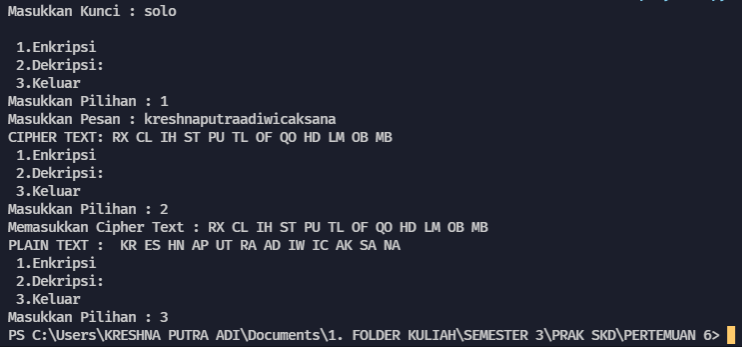 Masukkan Kunci : solo
1.Enkripsi
2.Dekripsi:
3.Keluar
Masukkan Pilihan : 1
Masukkan Pesan : kreshnaputraadiwicaksana
CIPHER TEXT: RX CL IH ST PU TL OF QO HD LM OB MB
1.Enkripsi
2.Dekripsi:
3.Keluar
Masukkan Pilihan : 2
Memasukkan Cipher Text : RX CL IH ST PU TL OF QO HD LM OB MB
PLAIN TEXT :  KR ES HN AP UT RA AD IW IC AK SA NA
1.Enkripsi
2.Dekripsi:
3.Keluar
Masukkan Pilihan : 3
PS C:\Users\KRESHNA PUTRA ADI\Documents\1. FOLDER KULIAH\SEMESTER 3\PRAK SKD\PERTEMUAN 6>